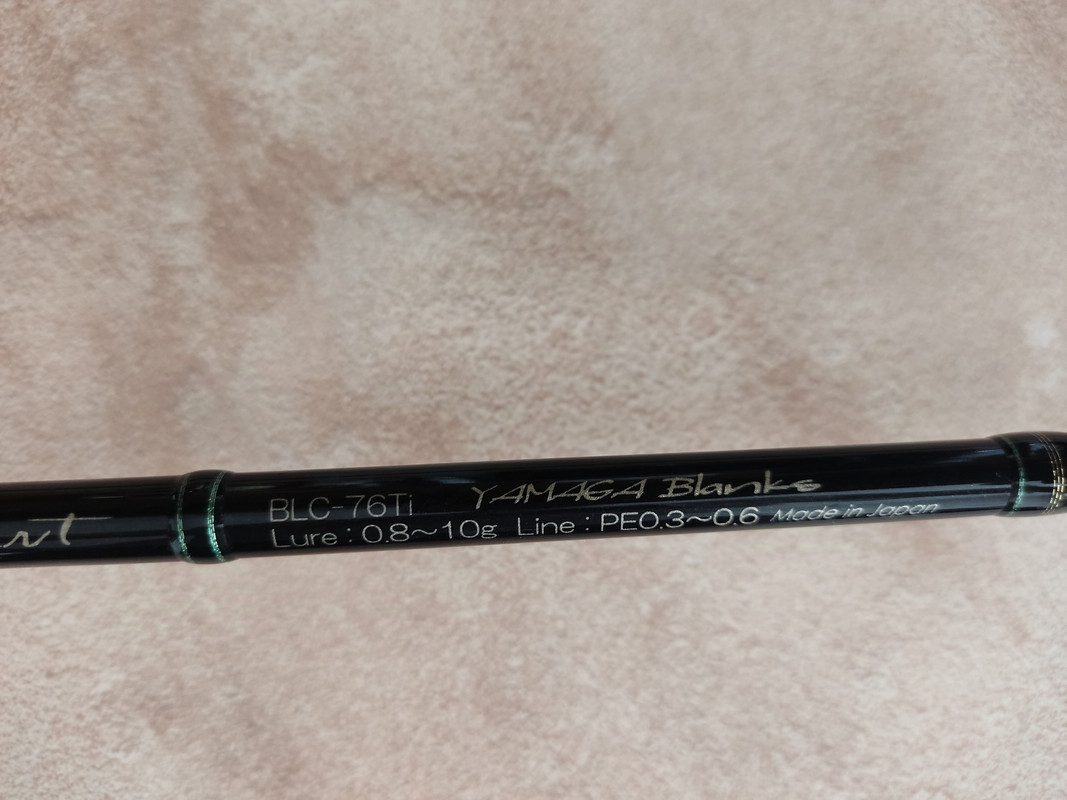 BLC-76Ti YAMAGA Blanks
Lure : 0.8～10g Line : PE0.3～0.6 Made in Japan